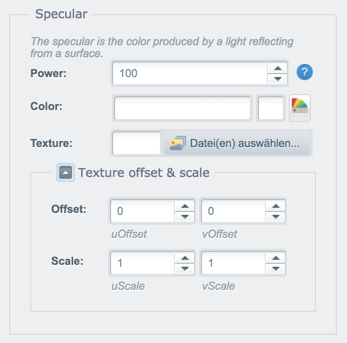 Specular
The specular is the color produced by a light reflecting
from a surface.
Power: 100 ?
Color:
Texture: Datei(en) auswählen...
Texture offset & scale
Offset: 0 0
uOffset vOffset
Scale: 1 1
uScale vScale